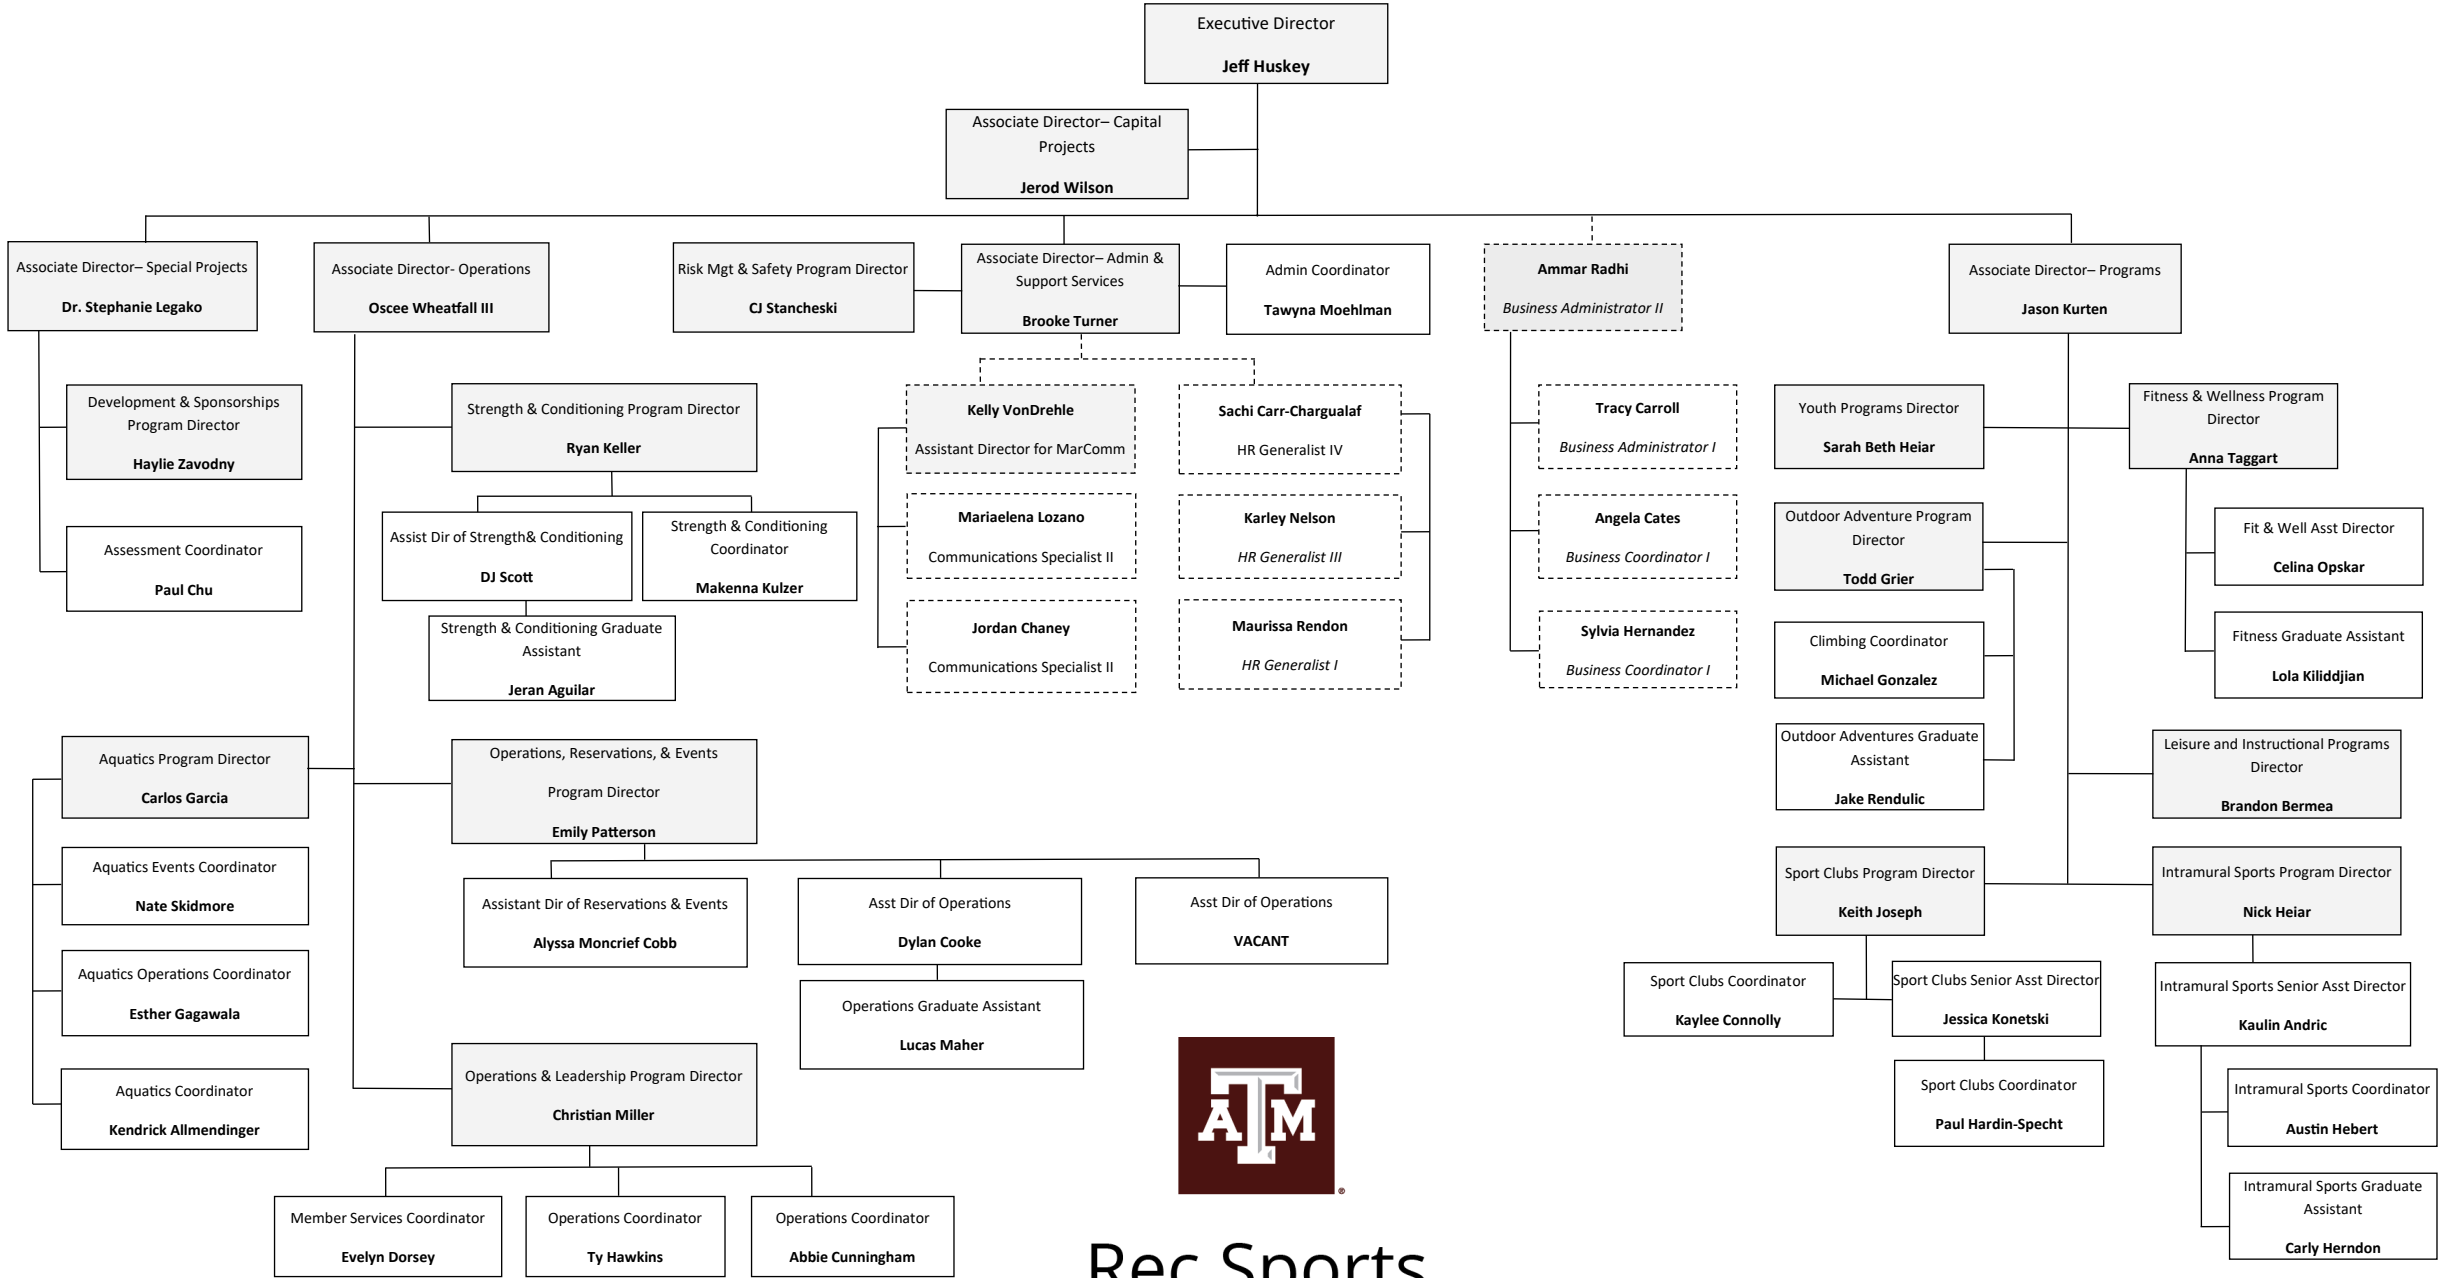 Executive Director
Jeff Huskey
Associate Director– Capital
Projects
Jerod Wilson
Associate Director– Special Projects
Dr. Stephanie Legako
Associate Director- Operations
Oscee Wheatfall III
Risk Mgt & Safety Program Director
CJ Stancheski
Associate Director– Admin &
Support Services
Brooke Turner
Admin Coordinator
Tawyna Moehlman
Ammar Radhi
Business Administrator II
Associate Director– Programs
Jason Kurten
Development & Sponsorships
Program Director
Haylie Zavodny
Assessment Coordinator
Paul Chu
Strength & Conditioning Program Director
Ryan Keller
Assist Dir of Strength& Conditioning
DJ Scott
Strength & Conditioning
Coordinator
Makenna Kulzer
Strength & Conditioning Graduate
Assistant
Jeran Aguilar
Kelly VonDrehle
Assistant Director for MarComm
Mariaelena Lozano
Communications Specialist II
Jordan Chaney
Communications Specialist II
Sachi Carr-Chargualaf
HR Generalist IV
Karley Nelson
HR Generalist III
Maurissa Rendon
HR Generalist I
Tracy Carroll
Business Administrator I
Angela Cates
Business Coordinator I
Sylvia Hernandez
Business Coordinator I
Youth Programs Director
Sarah Beth Heiar
Fitness & Wellness Program
Director
Anna Taggart
Outdoor Adventure Program
Director
Todd Grier
Fit & Well Asst Director
Celina Opskar
Climbing Coordinator
Michael Gonzalez
Fitness Graduate Assistant
Lola Kiliddjian
Outdoor Adventures Graduate
Assistant
Jake Rendulic
Leisure and Instructional Programs
Director
Brandon Bermea
Aquatics Program Director
Carlos Garcia
Aquatics Events Coordinator
Nate Skidmore
Aquatics Operations Coordinator
Esther Gagawala
Aquatics Coordinator
Kendrick Allmendinger
Operations, Reservations, & Events
Program Director
Emily Patterson
Assistant Dir of Reservations & Events
Alyssa Moncrief Cobb
Asst Dir of Operations
Dylan Cooke
Asst Dir of Operations
VACANT
Operations Graduate Assistant
Lucas Maher
Operations & Leadership Program Director
Christian Miller
Member Services Coordinator
Evelyn Dorsey
Operations Coordinator
Ty Hawkins
Operations Coordinator
Abbie Cunningham
Sport Clubs Program Director
Keith Joseph
Intramural Sports Program Director
Nick Heiar
Sport Clubs Coordinator
Kaylee Connolly
Sport Clubs Senior Asst Director
Jessica Konetski
Sport Clubs Coordinator
Paul Hardin-Specht
Intramural Sports Senior Asst Director
Kaulin Andric
Intramural Sports Coordinator
Austin Hebert
Intramural Sports Graduate
Assistant
Carly Herndon
ATM ®
Rec Sports